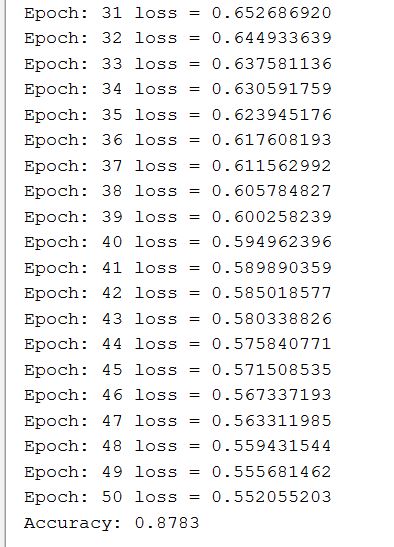 Epoch: 31 loss = 0.652686920
Epoch: 32 loss = 0.644933639
Epoch: 33 loss = 0.637581136
Epoch: 34 loss = 0.630591759
Epoch: 35 loss = 0.623945176
Epoch: 36 loss = 0.617608193
Epoch: 37 loss = 0.611562992
Epoch: 38 loss = 0.605784827
Epoch: 39 loss = 0.600258239
Epoch: 40 loss = 0.594962396
Epoch: 41 loss = 0.589890359
Epoch: 42 loss = 0.585018577
Epoch: 43 loss = 0.580338826
Epoch: 44 loss = 0.575840771
Epoch: 45 loss = 0.571508535
Epoch: 46 loss = 0.567337193
Epoch: 47 loss = 0.563311985
Epoch: 48 loss = 0.559431544
Epoch: 49 loss = 0.555681462
Epoch: 50 loss = 0.552055203
Accuracy: 0.8783